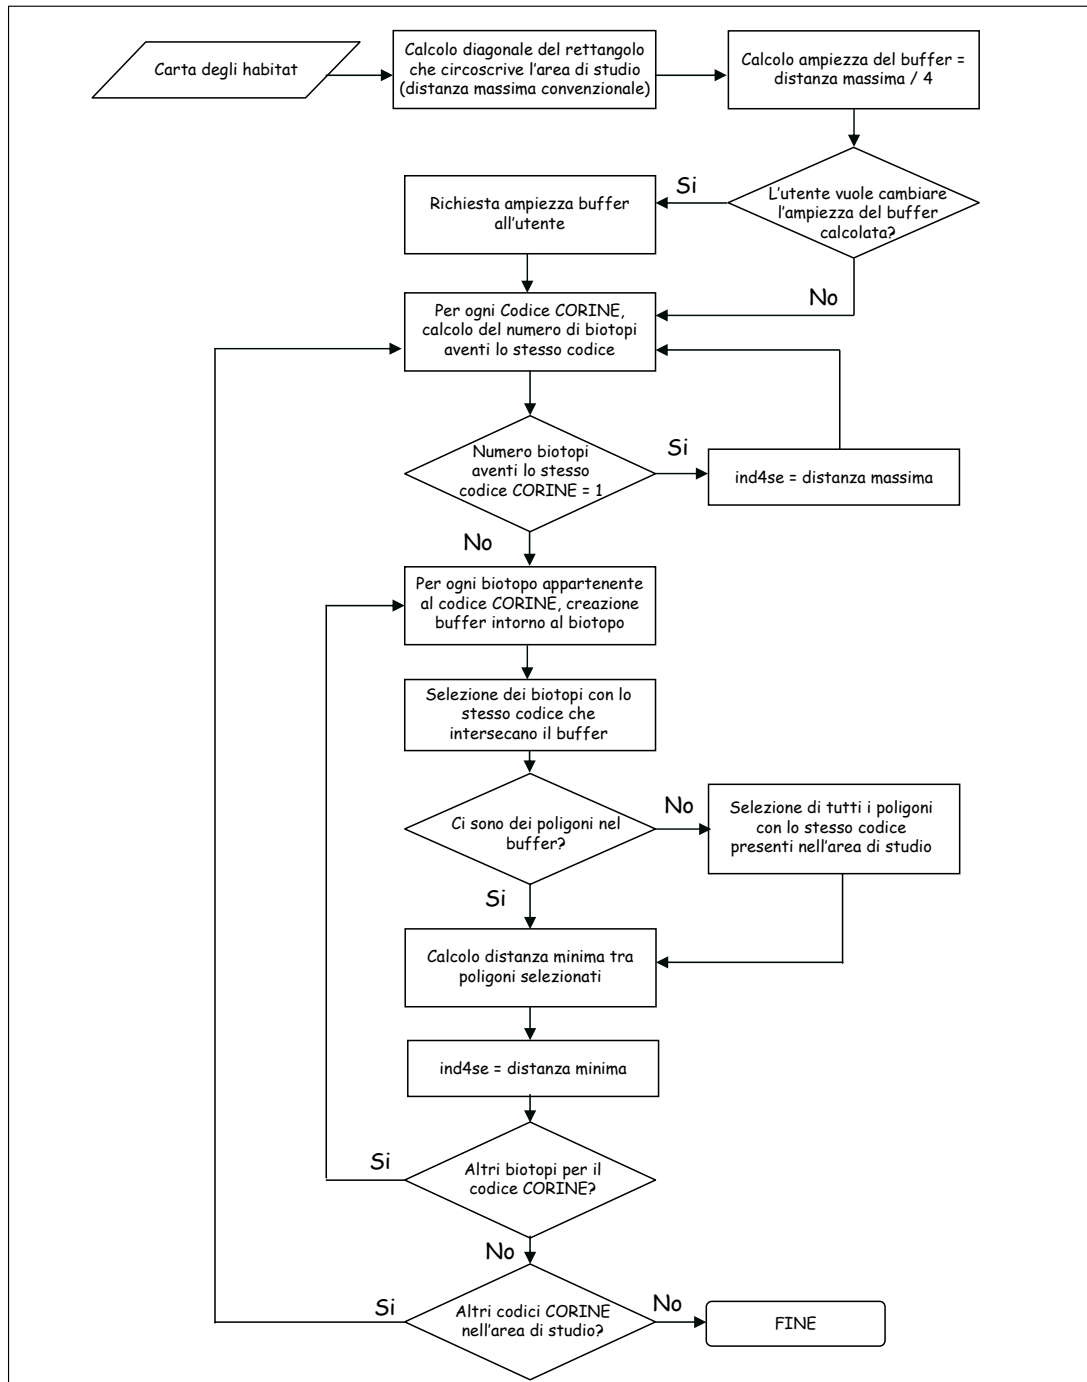 Carta degli habitat
Calcolo diagonale del rettangolo
che circoscrive l'area di studio
(distanza massima convenzionale)
Calcolo ampiezza del buffer =
distanza massima / 4
L'utente vuole cambiare
l'ampiezza del buffer
calcolata?
Si
Richiesta ampiezza buffer
all'utente
No
Per ogni Codice CORINE,
calcolo del numero di biotopi
aventi lo stesso codice
Numero biotopi
aventi lo stesso
codice CORINE = 1
Si
ind4se = distanza massima
No
Per ogni biotopo appartenente
al codice CORINE, creazione
buffer intorno al biotopo
Selezione dei biotopi con lo
stesso codice che
intersecano il buffer
Ci sono dei poligoni nel
buffer?
No
Selezione di tutti i poligoni
con lo stesso codice
presenti nell'area di studio
Si
Calcolo distanza minima tra
poligoni selezionati
ind4se = distanza minima
Altri biotopi per il
codice CORINE?
Si
No
Altri codici CORINE
nell'area di studio?
Si
No
FINE